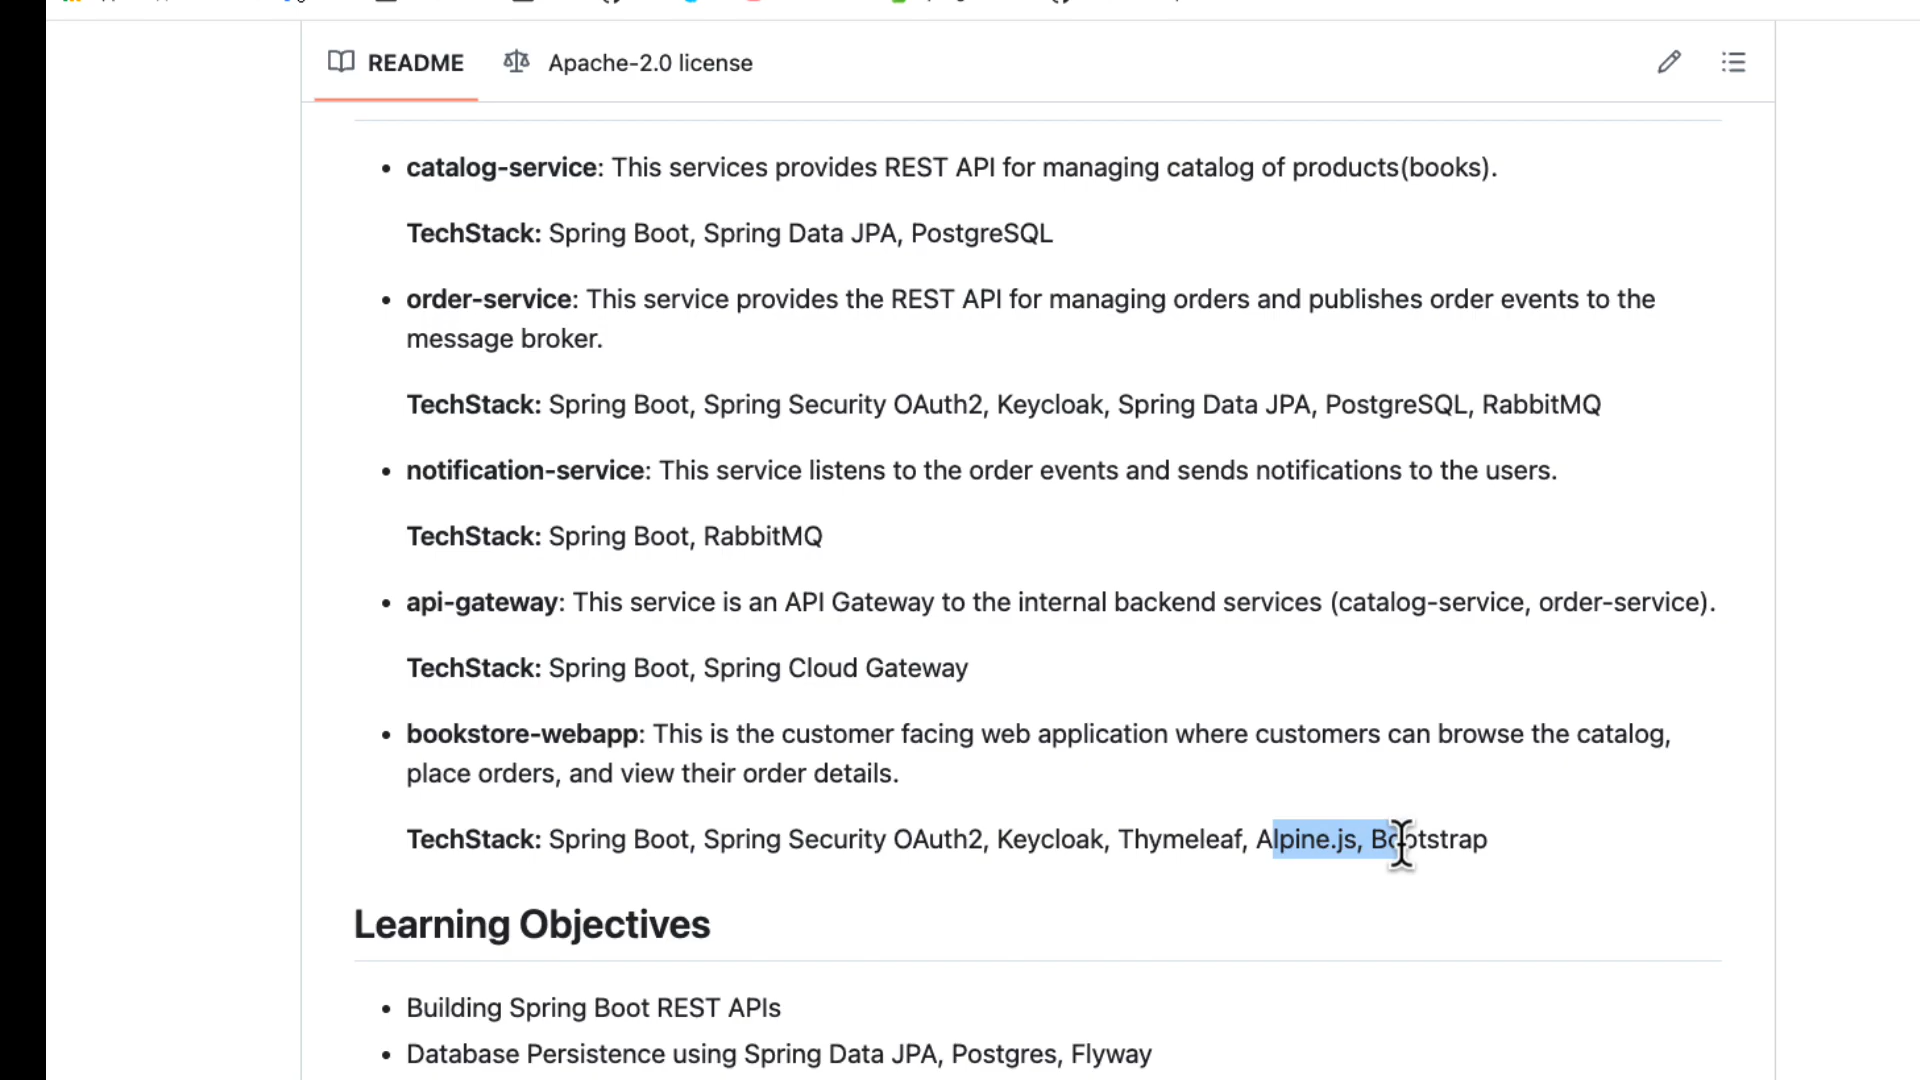 README Apache-2.0 license
catalog-service: This services provides REST API for managing catalog of products(books).
TechStack: Spring Boot, Spring Data JPA, PostgreSQL
order-service: This service provides the REST API for managing orders and publishes order events to the
message broker.
TechStack: Spring Boot, Spring Security OAuth2, Keycloak, Spring Data JPA, PostgreSQL, RabbitMQ
notification-service: This service listens to the order events and sends notifications to the users.
TechStack: Spring Boot, RabbitMQ
api-gateway: This service is an API Gateway to the internal backend services (catalog-service, order-service).
TechStack: Spring Boot, Spring Cloud Gateway
bookstore-webapp: This is the customer facing web application where customers can browse the catalog,
place orders, and view their order details.
TechStack: Spring Boot, Spring Security OAuth2, Keycloak, Thymeleaf, Alpine.js, Bootstrap
Learning Objectives
Building Spring Boot REST APIs
Database Persistence using Spring Data JPA, Postgres, Flyway